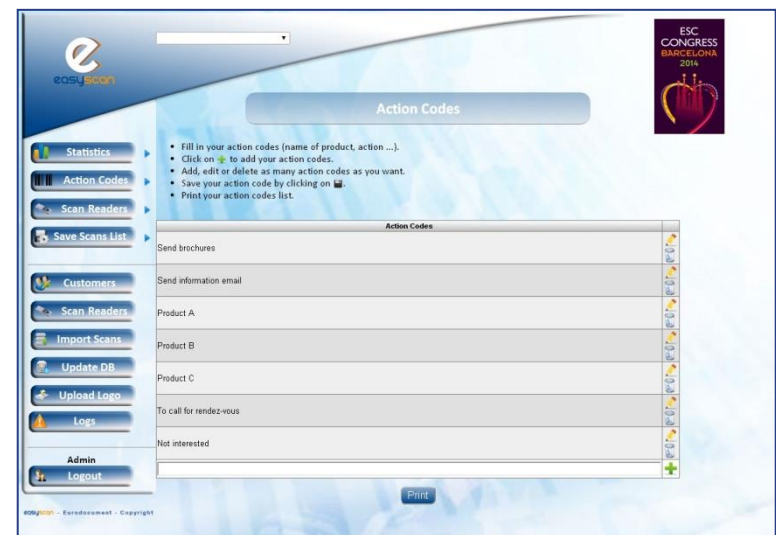 easyscan
ESC
CONGRESS
BARCELONA
2014
Action Codes
Statistics
Action Codes
Scan Readers
Save Scans List
Customers
Scan Readers
Import Scans
Update DB
Upload Logo
Logs
Admin
Logout
• Fill in your action codes (name of product, action ...).
• Click on to add your action codes.
• Add, edit or delete as many action codes as you want.
• Save your action code by clicking on .
• Print your action codes list.
Action Codes
Send brochures
Send information email
Product A
Product B
Product C
To call for rendez-vous
Not interested
Print
easyscan - Eurodocument - Copyright